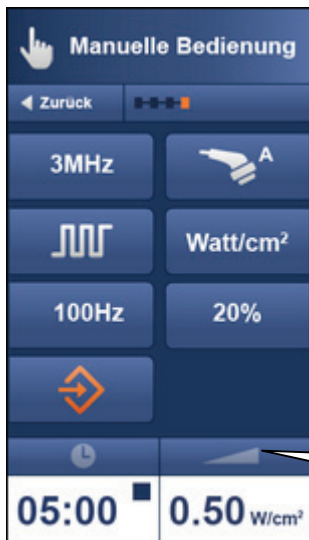 Manuelle Bedienung
Zurück
3MHz
A
Watt/cm²
100Hz
20%
05:00
0.50 W/cm²